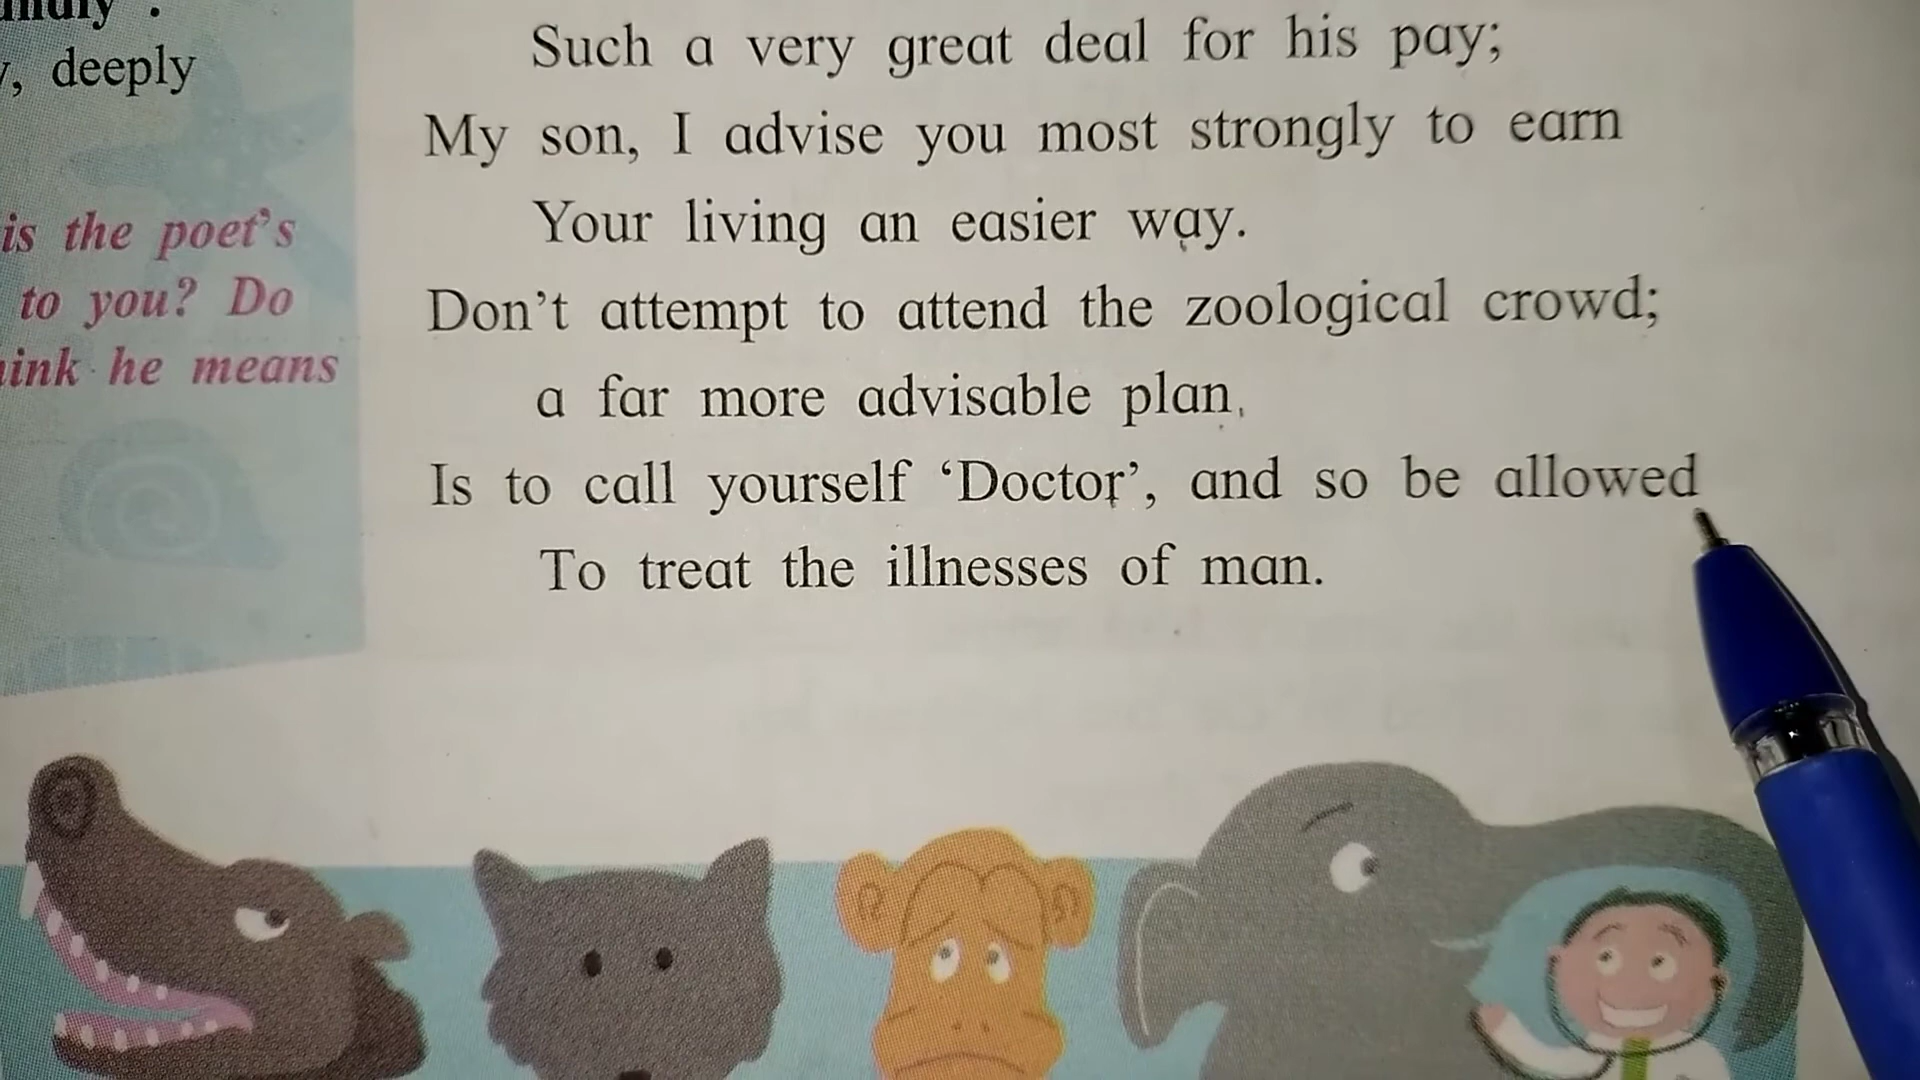 deeply
is the poet's
to you? Do
he means
Such a very great deal for his pay;
My son, I advise you most strongly to earn
Your living an easier way.
Don't attempt to attend the zoological crowd;
a far more advisable plan,
Is to call yourself 'Doctor', and so be allowed
To treat the illnesses of man.